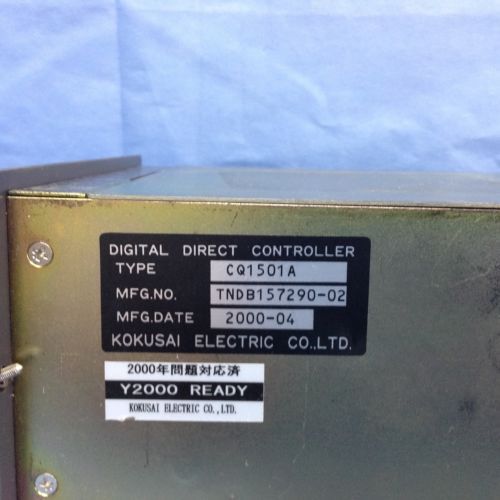 DIGITAL DIRECT CONTROLLER
TYPE CQ1501A
MFG.NO. TNDB157290-02
MFG.DATE 2000-04
KOKUSAI ELECTRIC CO.,LTD.
2000年問題対応済
Y2000 READY
KOKUSAI ELECTRIC CO.,LTD.